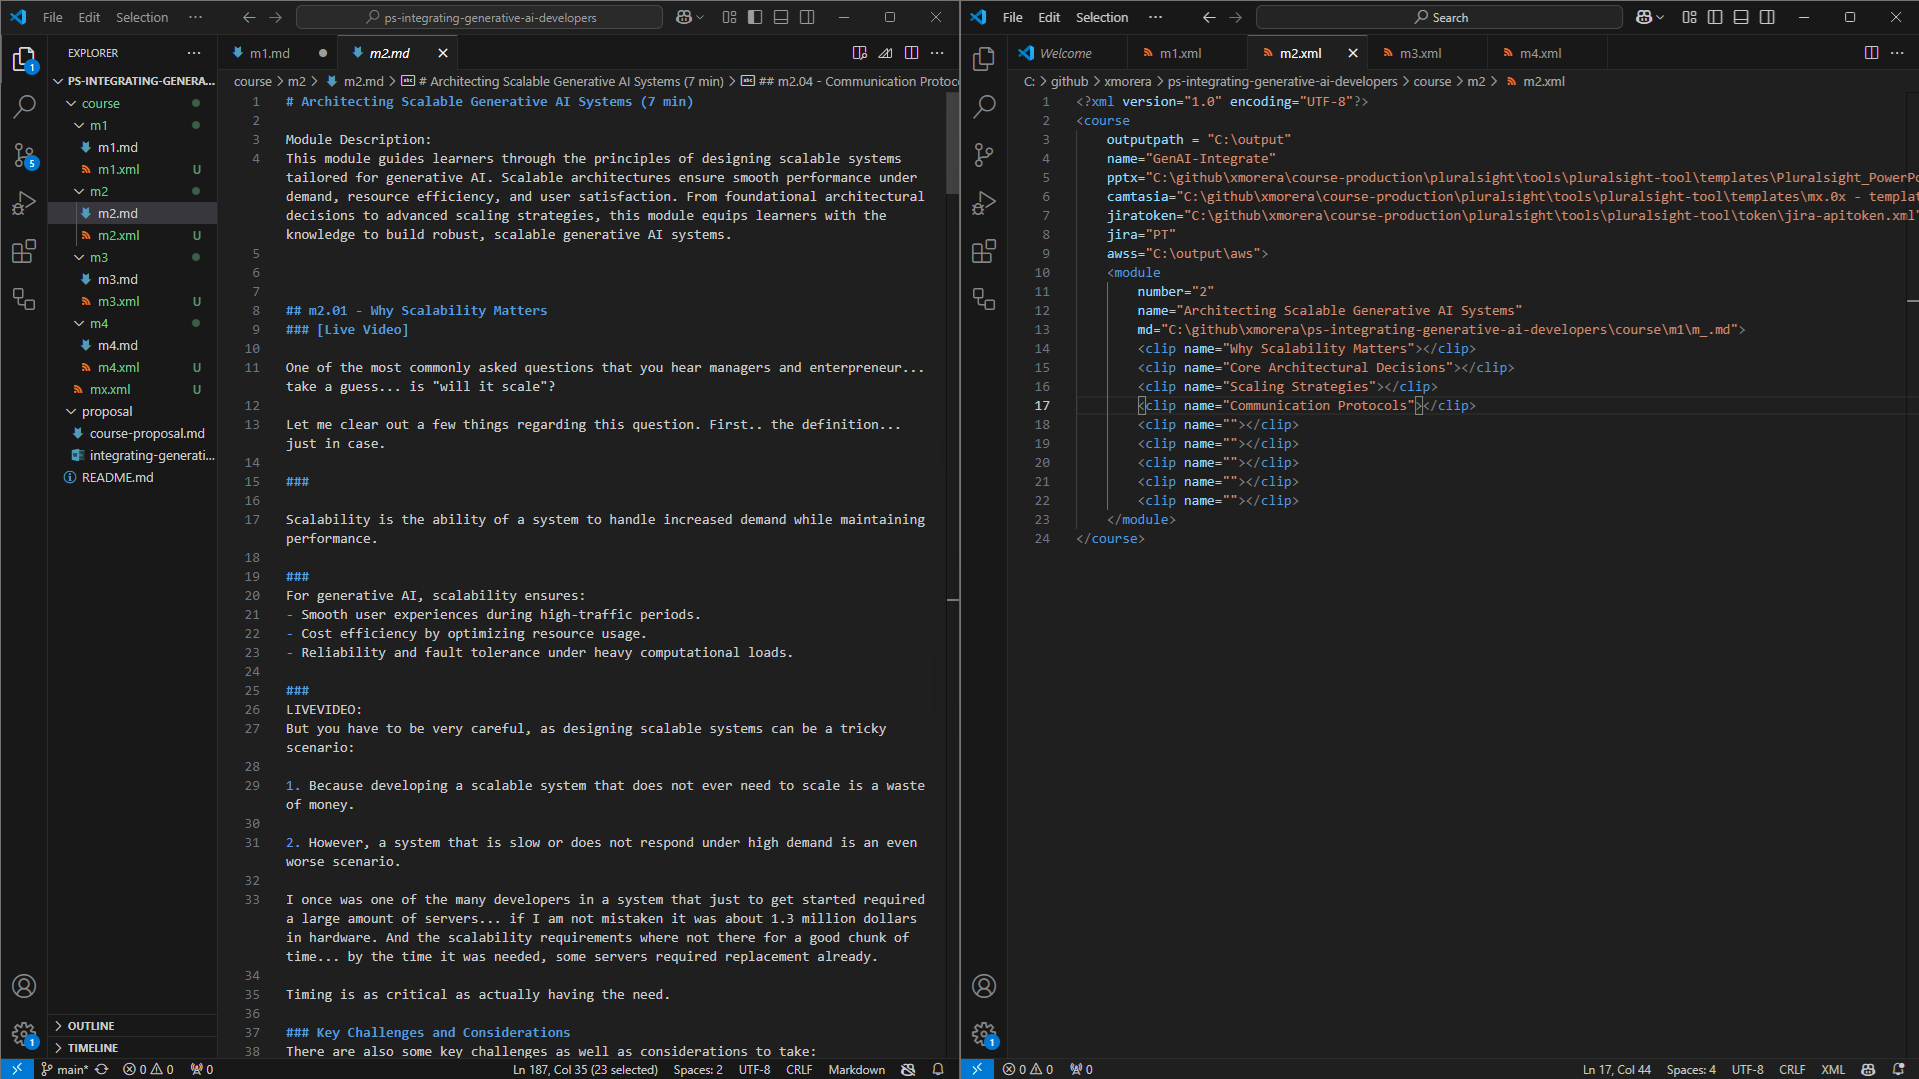 File Edit Selection ··· ps-integrating-generative-ai-developers
EXPLORER ···
PS-INTEGRATING-GENERA...
course
m1
m1.md
m1.xml U
m2
m2.md
m2.xml U
m3
m3.md
m3.xml U
m4
m4.md
m4.xml U
mx.xml U
proposal
course-proposal.md
integrating-generati...
README.md
OUTLINE
TIMELINE
1
5
1
m1.md m2.md
course > m2 > m2.md > # Architecting Scalable Generative AI Systems (7 min) > ## m2.04 - Communication Protoco
1 # Architecting Scalable Generative AI Systems (7 min)
2
3 Module Description:
4 This module guides learners through the principles of designing scalable systems
tailored for generative AI. Scalable architectures ensure smooth performance under
demand, resource efficiency, and user satisfaction. From foundational architectural
decisions to advanced scaling strategies, this module equips learners with the
knowledge to build robust, scalable generative AI systems.
5
6
7
8 ## m2.01 - Why Scalability Matters
9 ### [Live Video]
10
11 One of the most commonly asked questions that you hear managers and enterpreneur...
take a guess... is "will it scale"?
12
13 Let me clear out a few things regarding this question. First.. the definition...
just in case.
14
15 ###
16
17 Scalability is the ability of a system to handle increased demand while maintaining
performance.
18
19 ###
20 For generative AI, scalability ensures:
21 - Smooth user experiences during high-traffic periods.
22 - Cost efficiency by optimizing resource usage.
23 - Reliability and fault tolerance under heavy computational loads.
24
25 ###
26 LIVEVIDEO:
27 But you have to be very careful, as designing scalable systems can be a tricky
scenario:
28
29 1. Because developing a scalable system that does not ever need to scale is a waste
of money.
30
31 2. However, a system that is slow or does not respond under high demand is an even
worse scenario.
32
33 I once was one of the many developers in a system that just to get started required
a large amount of servers... if I am not mistaken it was about 1.3 million dollars
in hardware. And the scalability requirements where not there for a good chunk of
time... by the time it was needed, some servers required replacement already.
34
35 Timing is as critical as actually having the need.
36
37 ### Key Challenges and Considerations
38 There are also some key challenges as well as considerations to take:
main* 0 0 0 Ln 187, Col 35 (23 selected) Spaces: 2 UTF-8 CRLF Markdown
File Edit Selection ··· Search
Welcome m1.xml m2.xml m3.xml m4.xml
C: > github > xmorera > ps-integrating-generative-ai-developers > course > m2 > m2.xml
1 <?xml version="1.0" encoding="UTF-8"?>
2 <course
3 outputpath = "C:\output"
4 name="GenAI-Integrate"
5 pptx="C:\github\xmorera\course-production\pluralsight\tools\pluralsight-tool\templates\Pluralsight_PowerPo
6 camtasia="C:\github\xmorera\course-production\pluralsight\tools\pluralsight-tool\templates\mx.0x - templat
7 jiratoken="C:\github\xmorera\course-production\pluralsight\tools\pluralsight-tool\token\jira-apitoken.xml"
8 jira="PT"
9 awss="C:\output\aws">
10 <module
11 number="2"
12 name="Architecting Scalable Generative AI Systems"
13 md="C:\github\xmorera\ps-integrating-generative-ai-developers\course\m1\m_.md">
14 <clip name="Why Scalability Matters"></clip>
15 <clip name="Core Architectural Decisions"></clip>
16 <clip name="Scaling Strategies"></clip>
17 <clip name="Communication Protocols"></clip>
18 <clip name=""></clip>
19 <clip name=""></clip>
20 <clip name=""></clip>
21 <clip name=""></clip>
22 <clip name=""></clip>
23 </module>
24 </course>
1
0 0 0 Ln 17, Col 44 Spaces: 4 UTF-8 CRLF XML